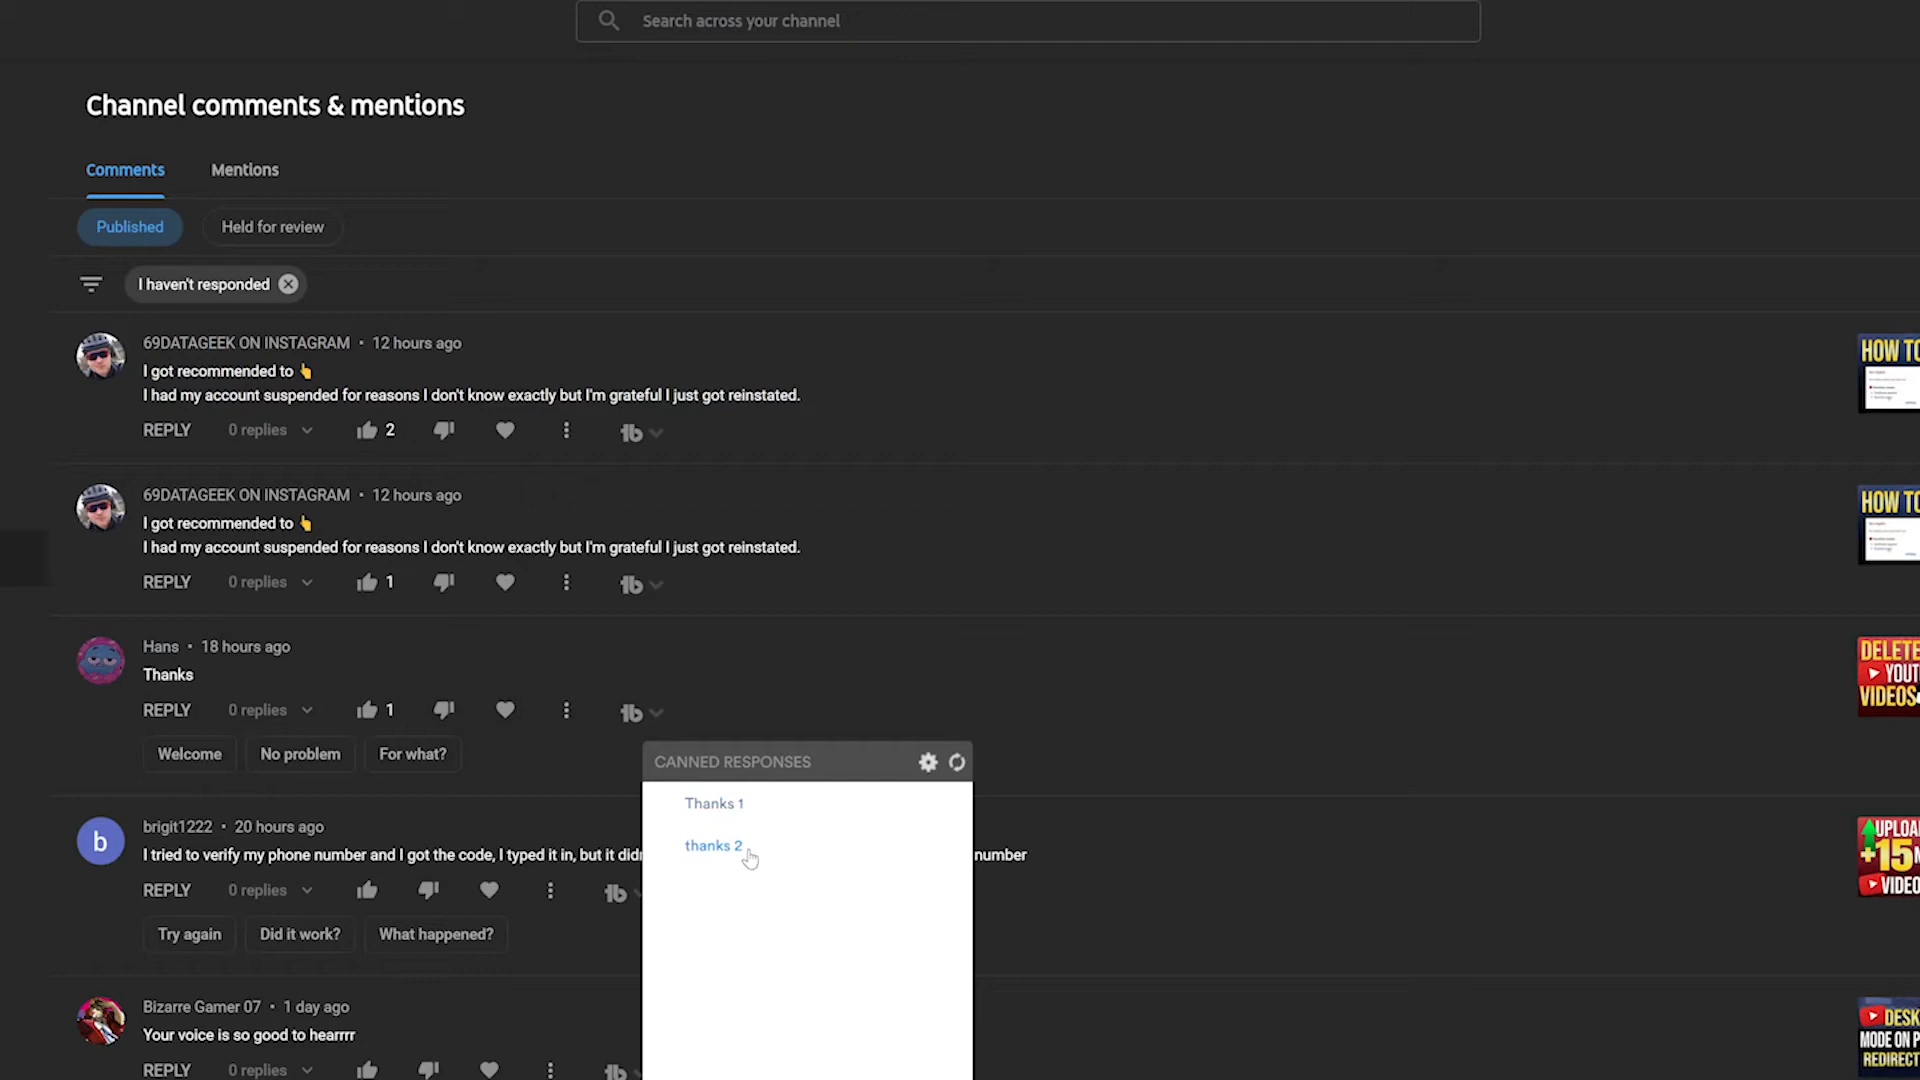 Search across your channel
Channel comments & mentions
Comments
Mentions
Published
Held for review
I haven't responded
69DATAGEEK ON INSTAGRAM • 12 hours ago
I got recommended to 👆
I had my account suspended for reasons I don't know exactly but I'm grateful I just got reinstated.
REPLY 0 replies 2
HOW TO
69DATAGEEK ON INSTAGRAM • 12 hours ago
I got recommended to 👆
I had my account suspended for reasons I don't know exactly but I'm grateful I just got reinstated.
REPLY 0 replies 1
HOW TO
Hans • 18 hours ago
Thanks
REPLY 0 replies 1
Welcome
No problem
For what?
DELETE
YOUT
VIDEOS
CANNED RESPONSES
Thanks 1
thanks 2
brigit1222 • 20 hours ago
b
I tried to verify my phone number and I got the code, I typed it in, but it did
number
REPLY 0 replies
Try again
Did it work?
What happened?
UPLOA
+15
VIDEO
Bizarre Gamer 07 • 1 day ago
Your voice is so good to hearrrr
REPLY 0 replies
DESK
MODE ON P
REDIRECT